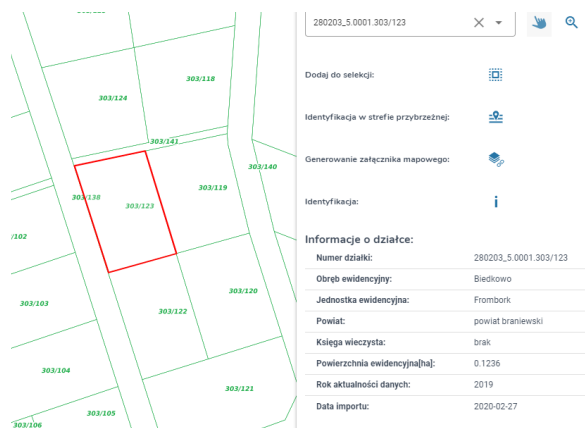 303/124
303/118
303/141
303/140
303/138
303/123
303/119
/102
303/103
303/122
303/120
303/104
303/121
303/105
303/106
280203_5.0001.303/123
Dodaj do selekcji:
Identyfikacja w strefie przybrzeżnej:
Generowanie załącznika mapowego:
Identyfikacja:
Informacje o działce:
Numer działki: 280203_5.0001.303/123
Obręb ewidencyjny: Biedkowo
Jednostka ewidencyjna: Frombork
Powiat: powiat braniewski
Księga wieczysta: brak
Powierzchnia ewidencyjna[ha]: 0.1236
Rok aktualności danych: 2019
Data importu: 2020-02-27